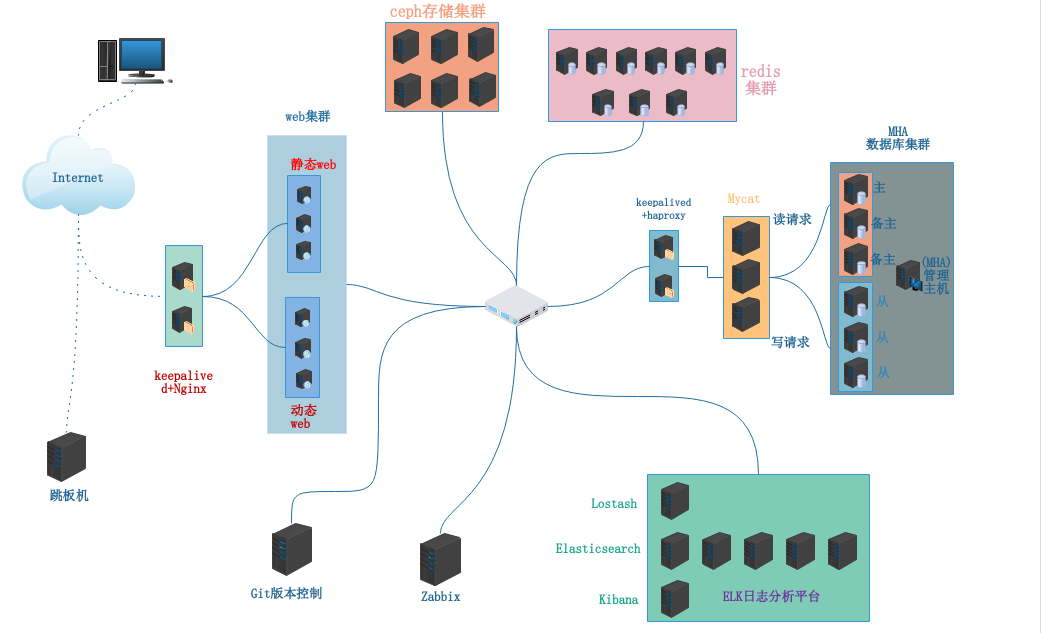 ceph存储集群
redis
集群
web集群
MHA
数据库集群
静态web
Internet
keepalived
+haproxy
Mycat
读请求
主
备主
备主
(MHA)
管理
主机
从
从
从
写请求
keepalive
d+Nginx
动态
web
跳板机
Git版本控制
Zabbix
Lostash
Elasticsearch
Kibana
ELK日志分析平台